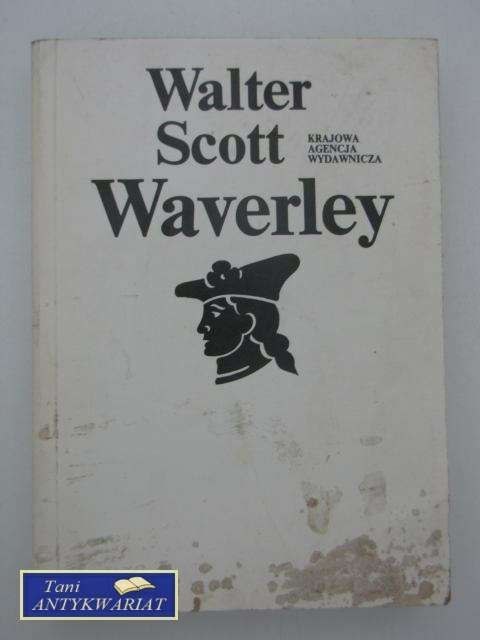 Walter
Scott
KRAJOWA
AGENCJA
WYDAWNICZA
Waverley
Tani
ANTYKWARIAT